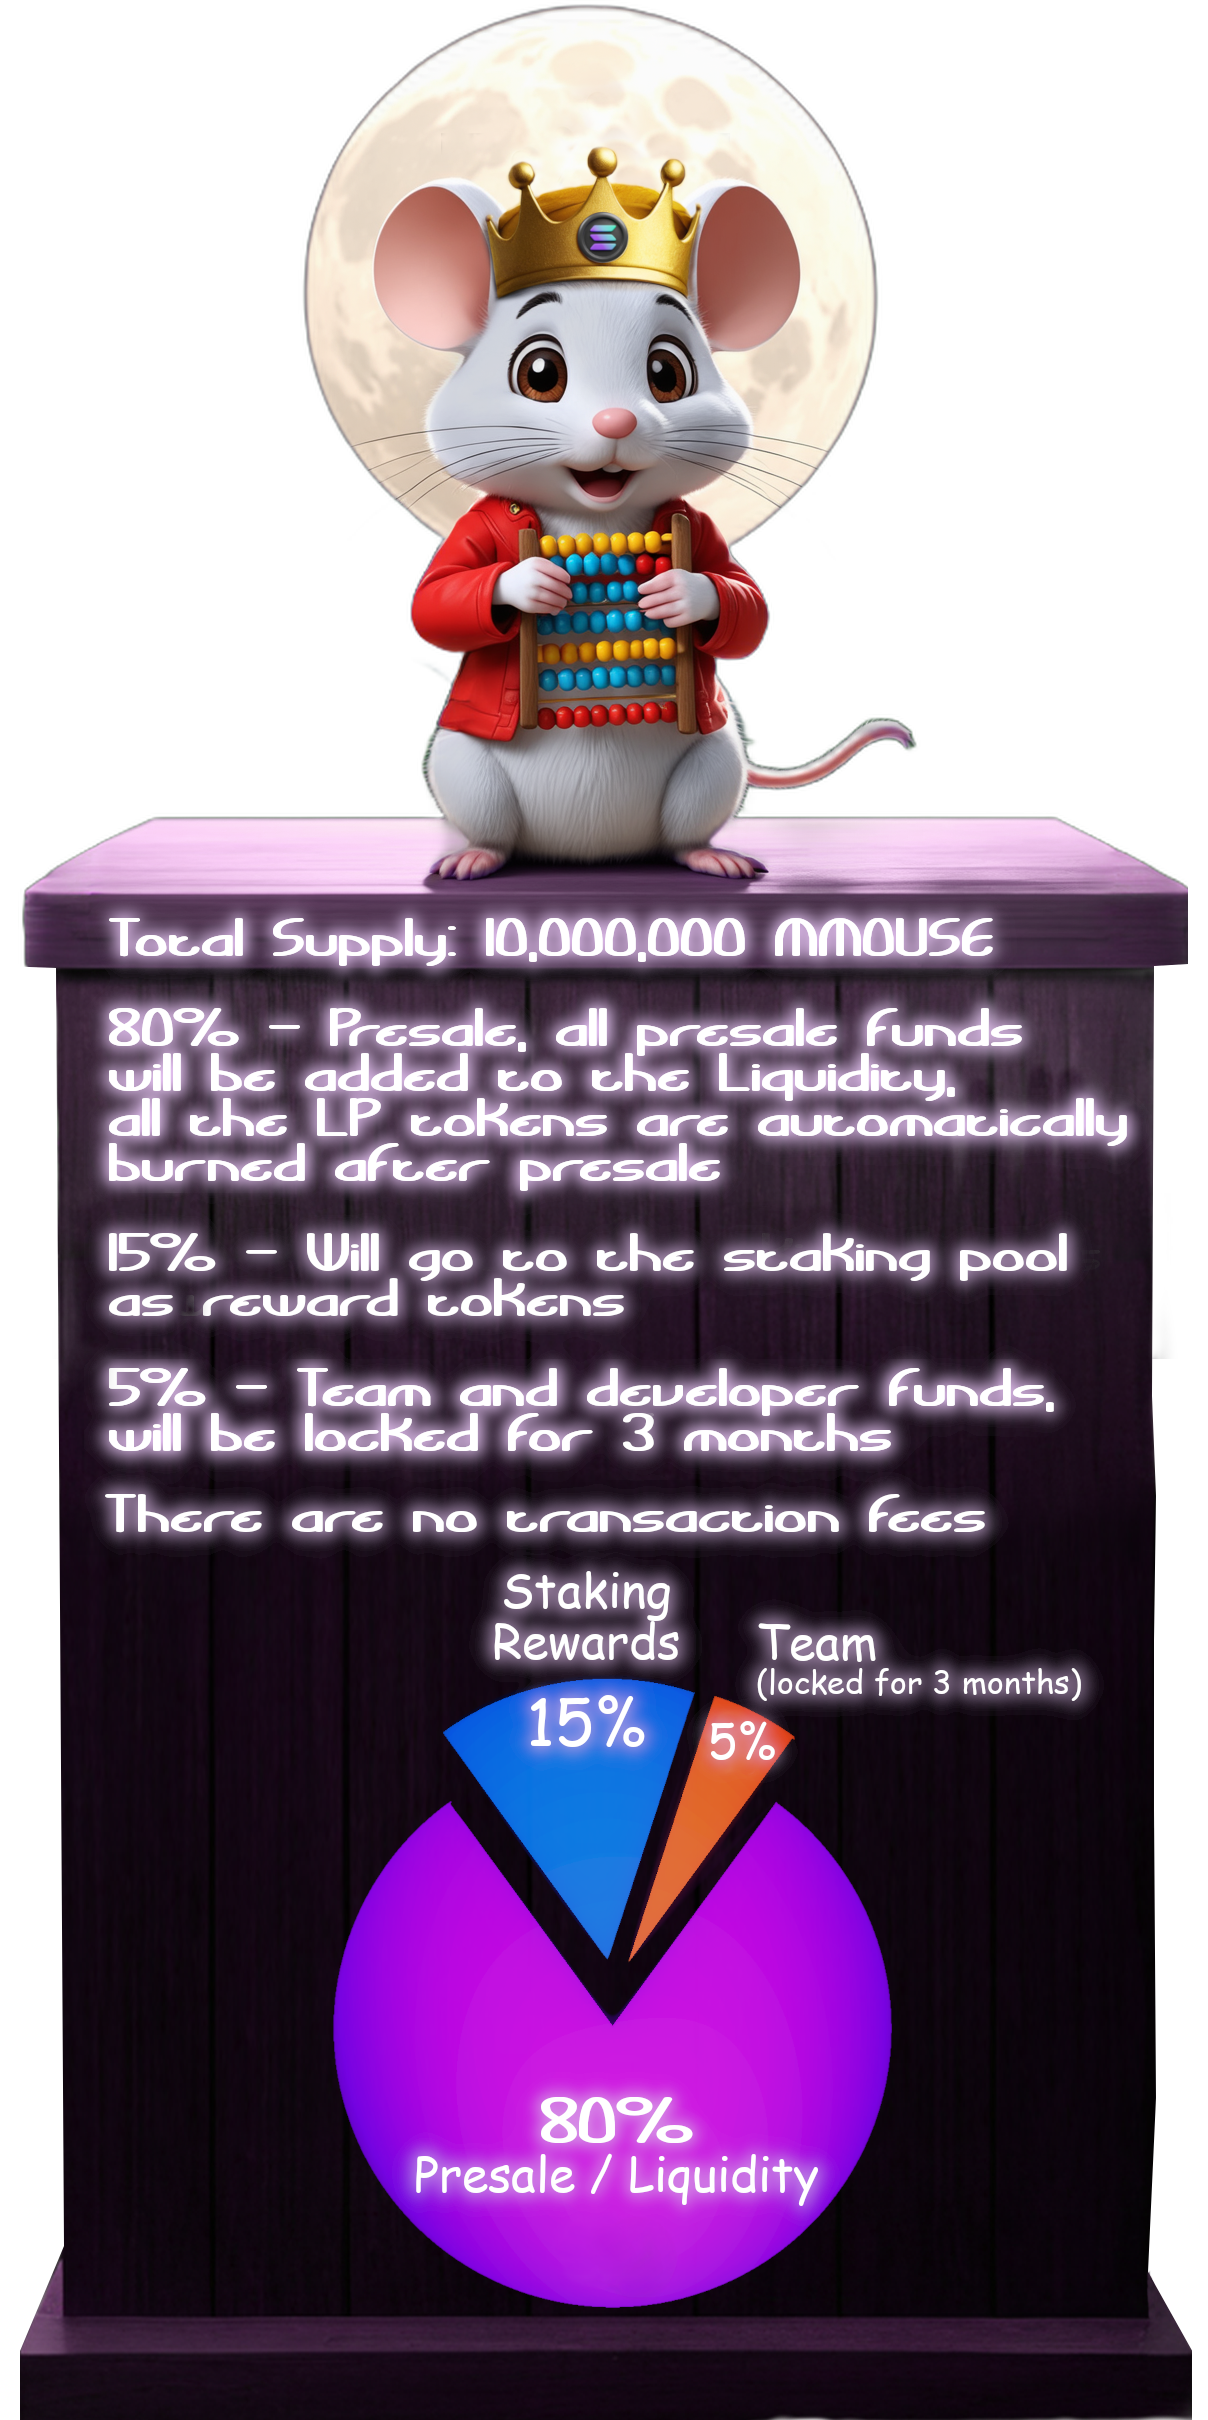 Total Supply: 10,000,000 MMOUSE
80% - Presale, all presale funds
will be added to the Liquidity,
all the LP tokens are automatically
burned after presale
15% - Will go to the staking pool
as reward tokens
5% - Team and developer funds,
will be locked for 3 months
There are no transaction fees
Staking
Rewards
Team
(locked for 3 months)
15%
5%
80%
Presale / Liquidity